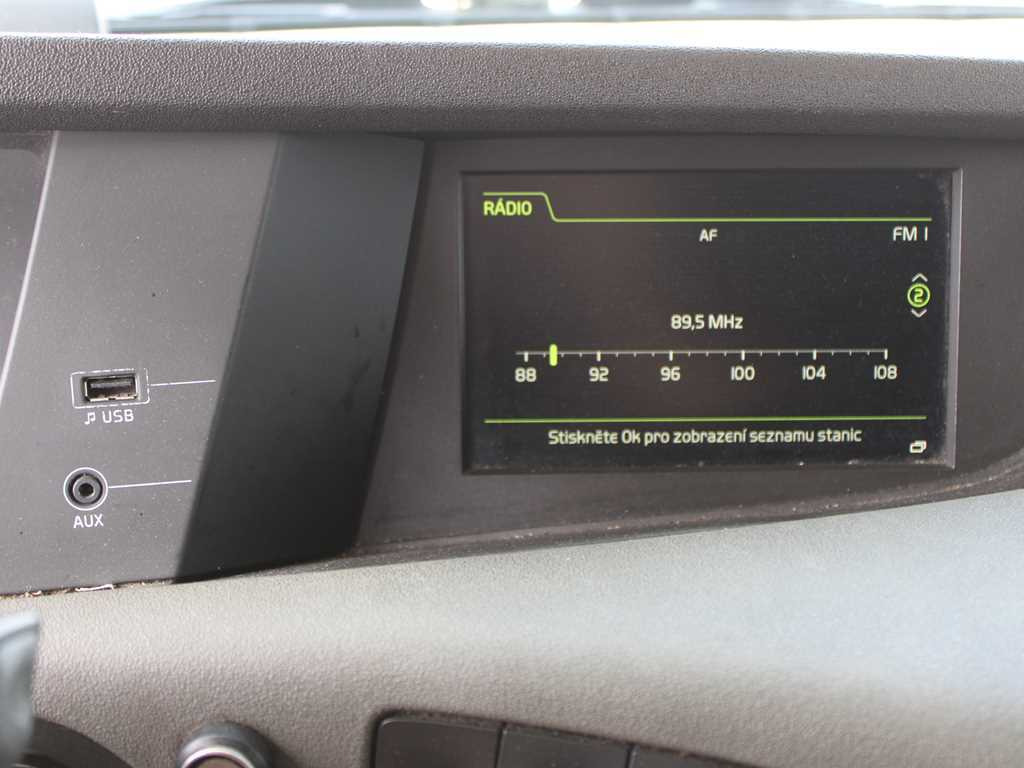 RÁDIO
AF
FM 1
2
89,5 MHz
88 92 96 100 104 108
Stiskněte Ok pro zobrazení seznamu stanic
USB
AUX